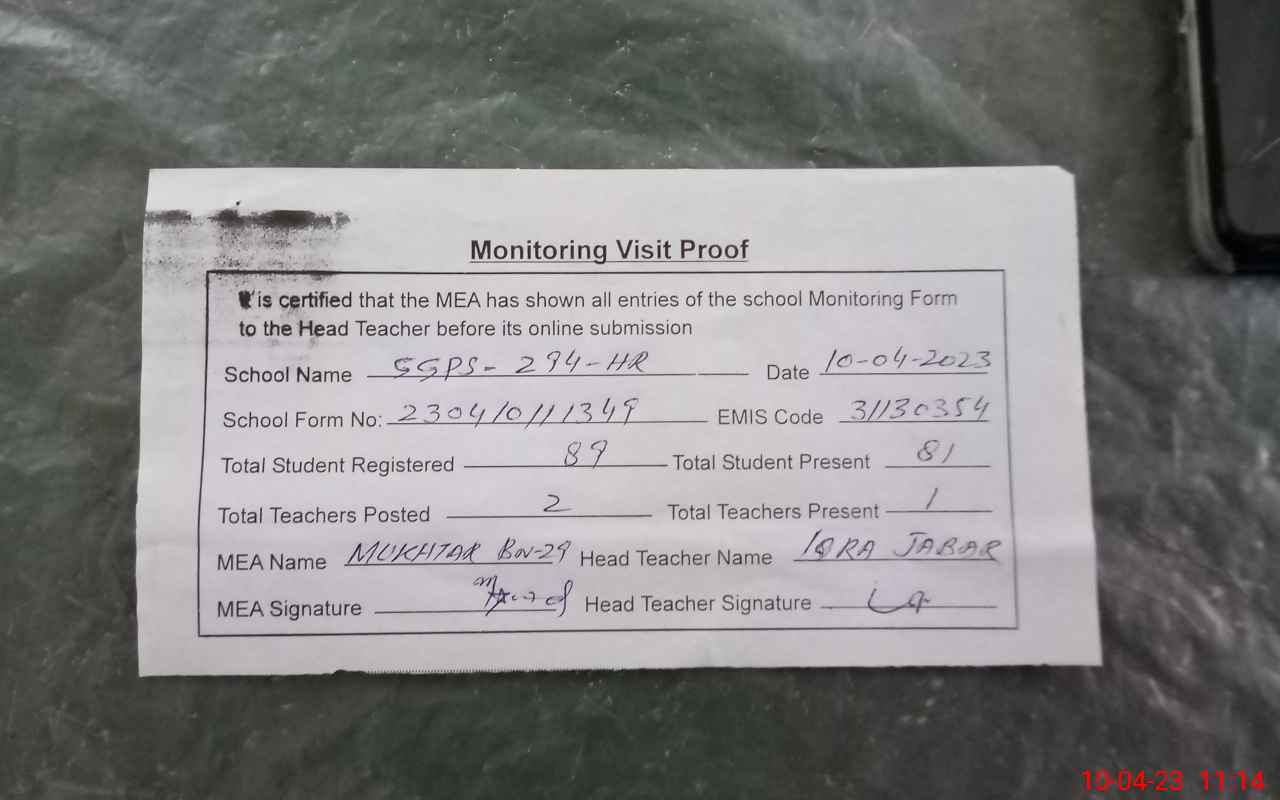 Monitoring Visit Proof
It is certified that the MEA has shown all entries of the school Monitoring Form
to the Head Teacher before its online submission
School Name SGPS- 294-HR Date 10-04-2023
School Form No: 230410111349 EMIS Code 31130354
Total Student Registered 89 Total Student Present 81
Total Teachers Posted 2 Total Teachers Present 1
MEA Name MUKHTAR BWN-29 Head Teacher Name IQRA JABAR
MEA Signature Head Teacher Signature
10-04-23 11:14